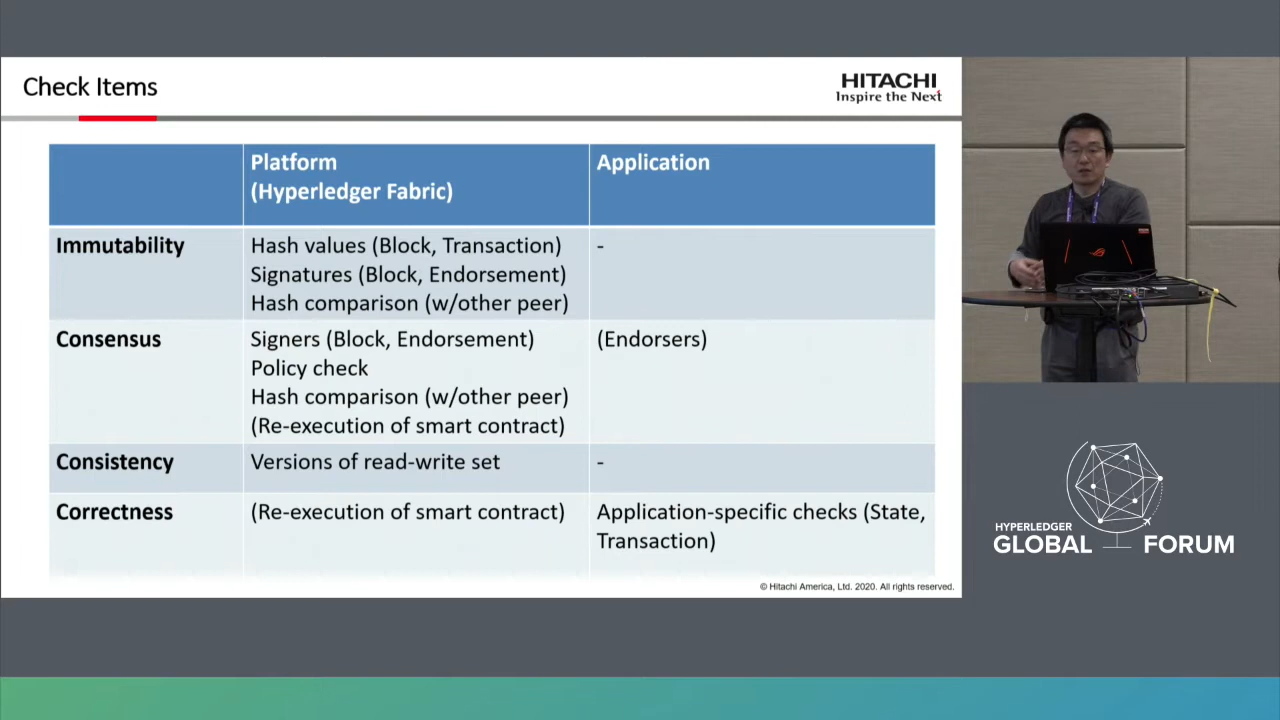 Check Items
HITACHI
Inspire the Next
Platform
(Hyperledger Fabric)
Application
Immutability
Hash values (Block, Transaction)
Signatures (Block, Endorsement)
Hash comparison (w/other peer)
-
Consensus
Signers (Block, Endorsement)
Policy check
Hash comparison (w/other peer)
(Re-execution of smart contract)
(Endorsers)
Consistency
Versions of read-write set
-
Correctness
(Re-execution of smart contract)
Application-specific checks (State,
Transaction)
© Hitachi America, Ltd. 2020. All rights reserved.
HYPERLEDGER
GLOBAL FORUM